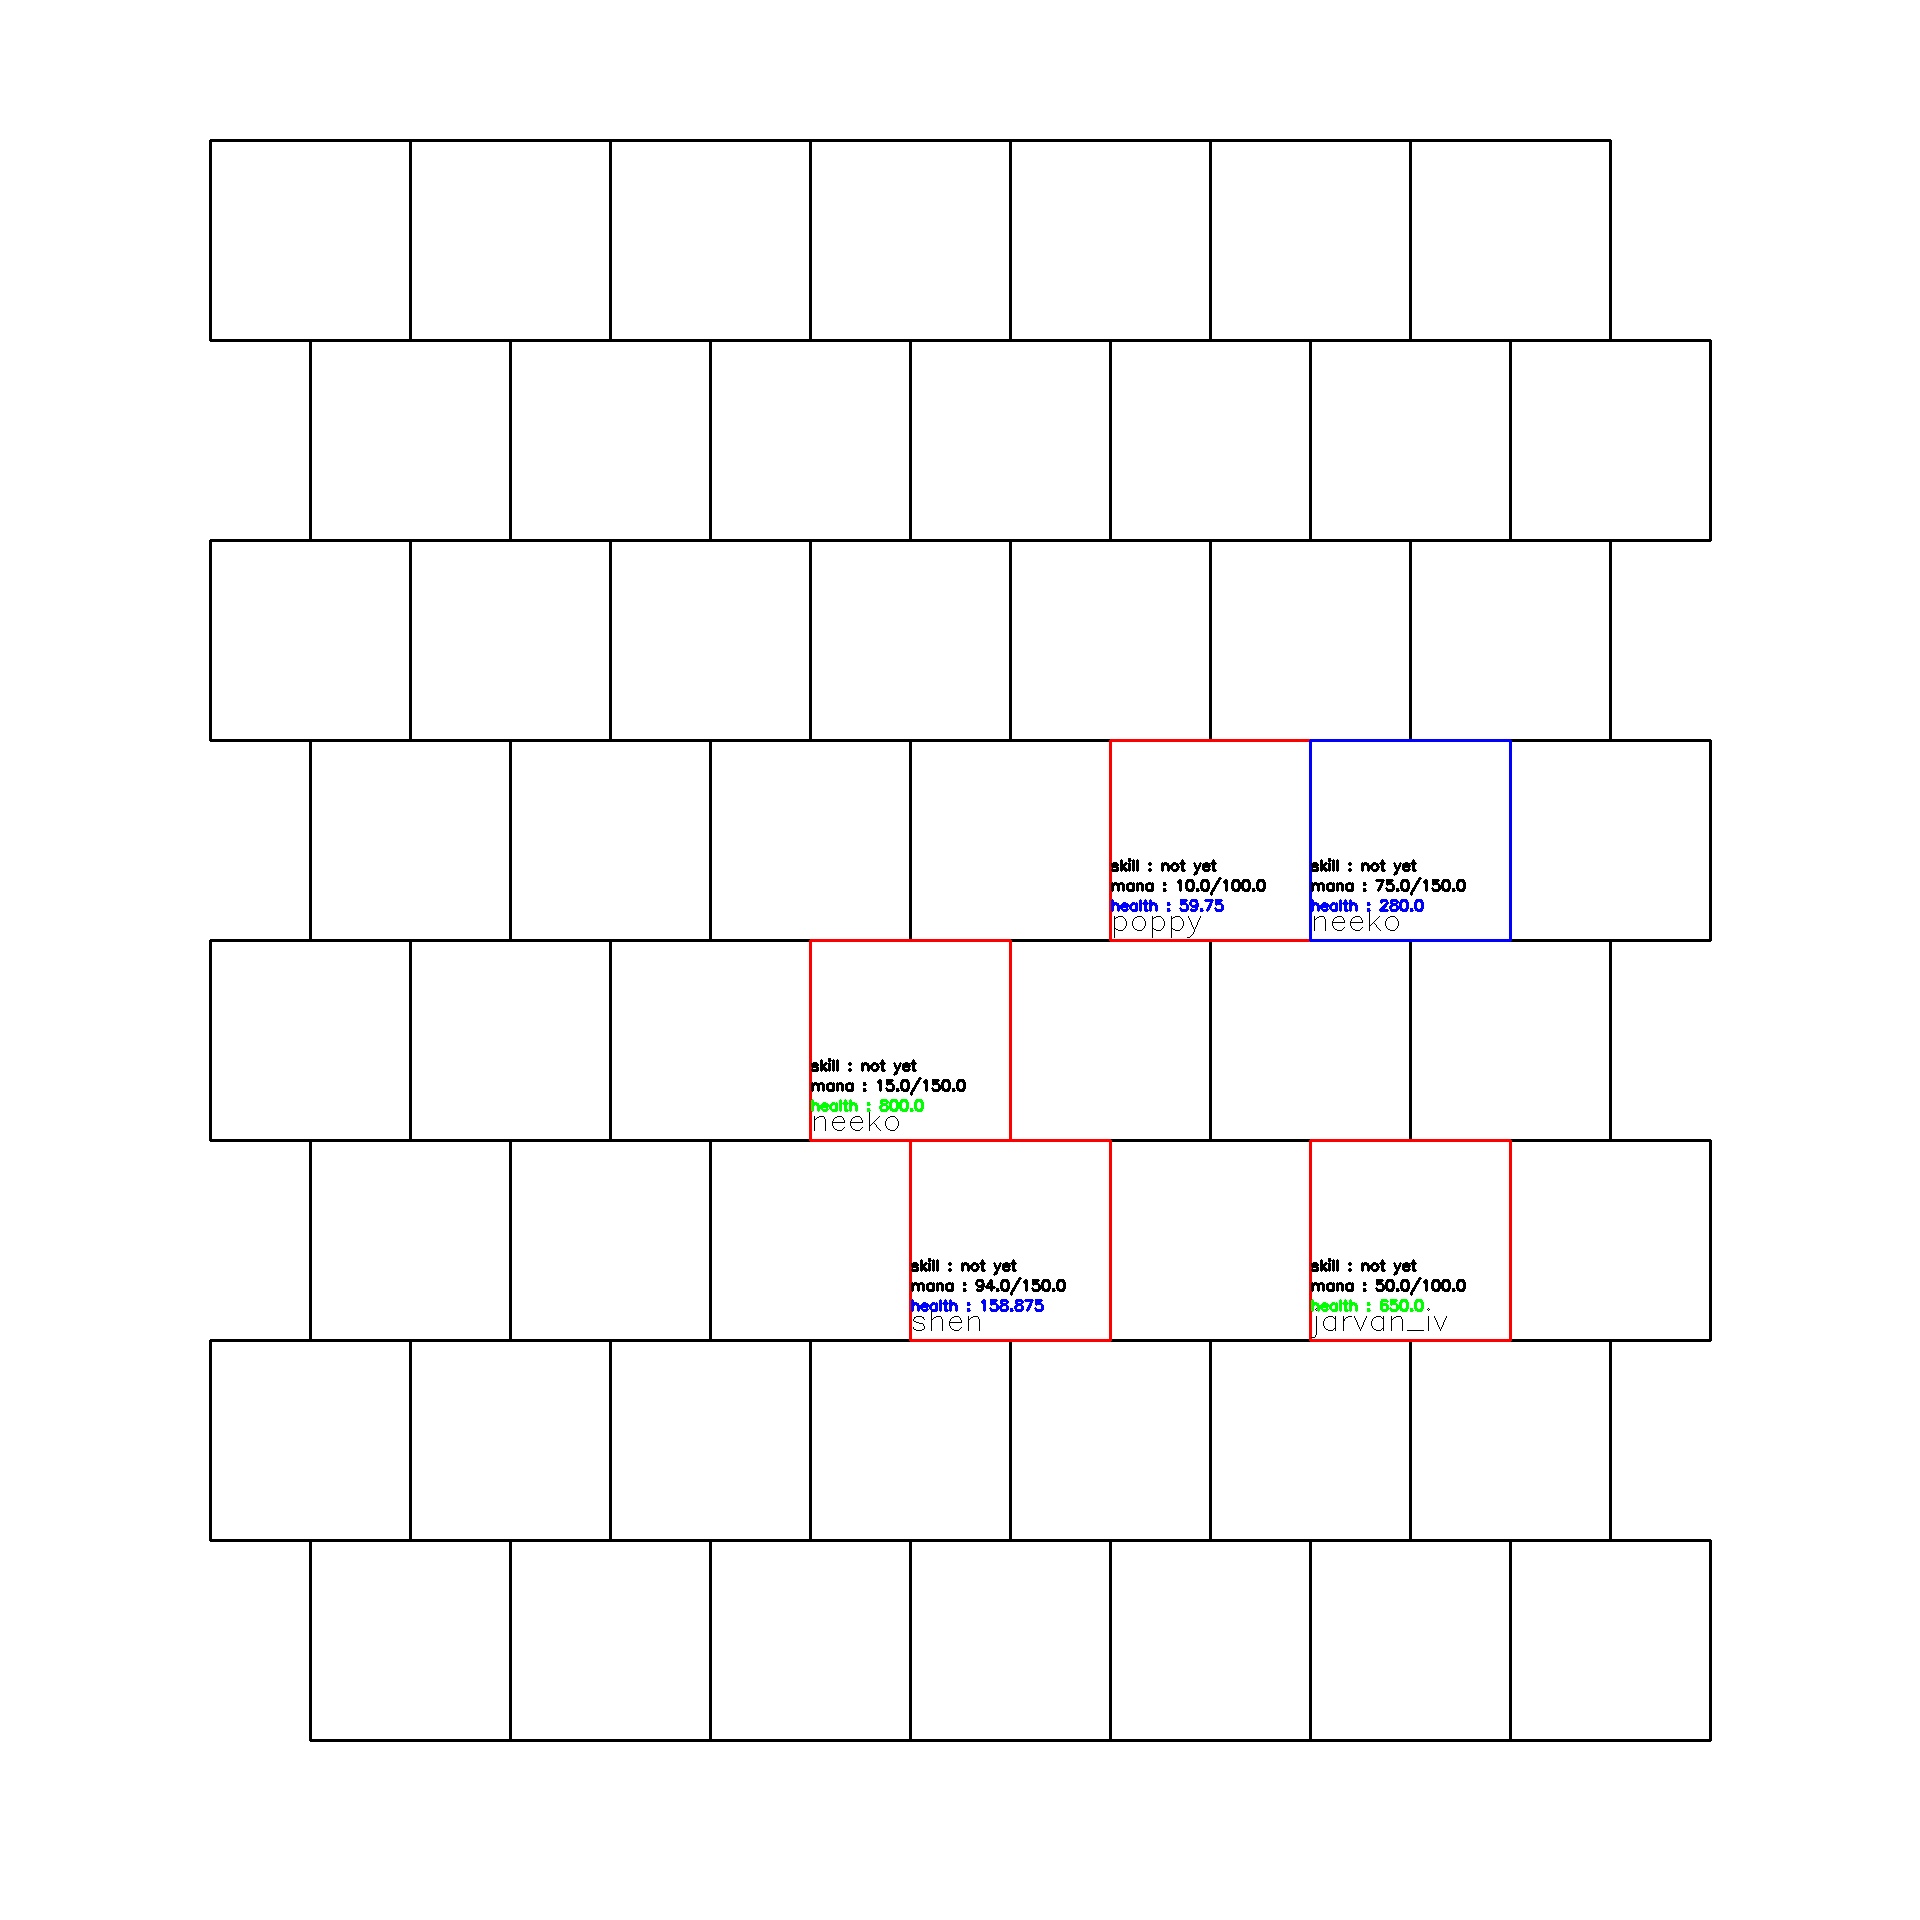 skill : not yet
mana : 10.0/100.0
health : 59.75
poppy
skill : not yet
mana : 75.0/150.0
health : 280.0
neeko
skill : not yet
mana : 15.0/150.0
health : 800.0
neeko
skill : not yet
mana : 94.0/150.0
health : 158.875
shen
skill : not yet
mana : 50.0/100.0
health : 650.0
jarvan_iv